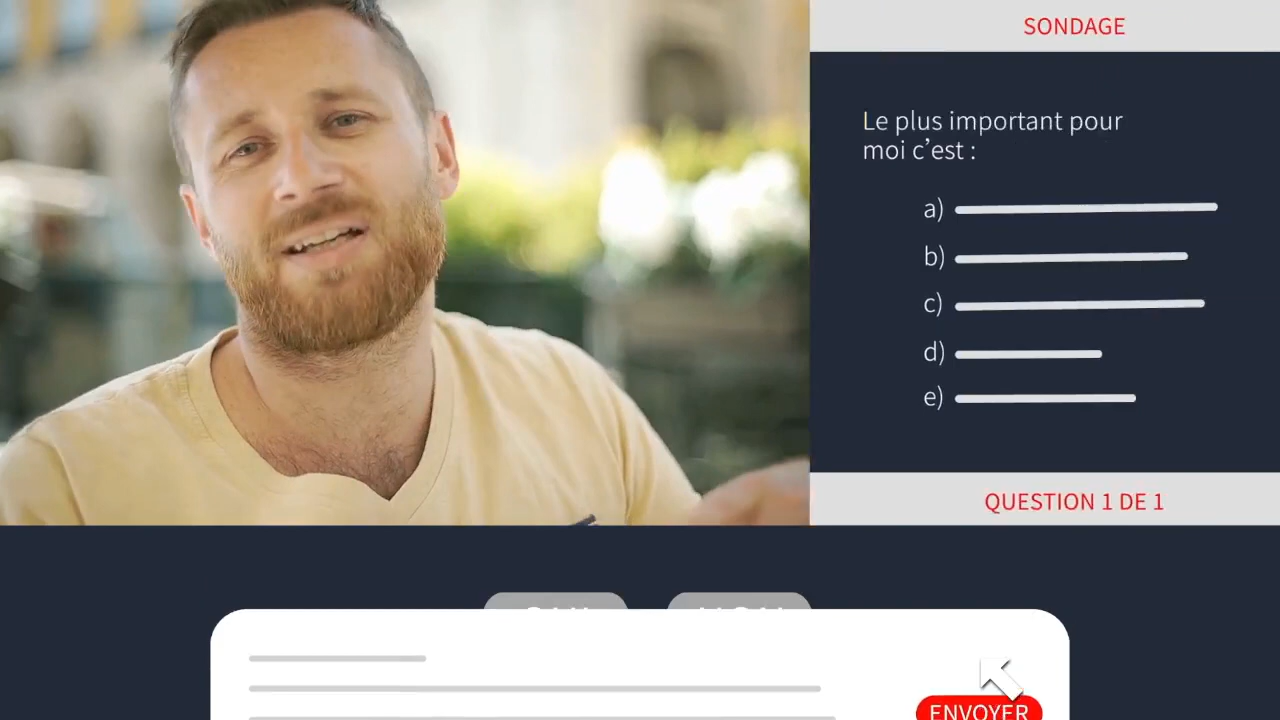 SONDAGE
Le plus important pour
moi c’est :
a)
b)
c)
d)
e)
QUESTION 1 DE 1
ENVOYER